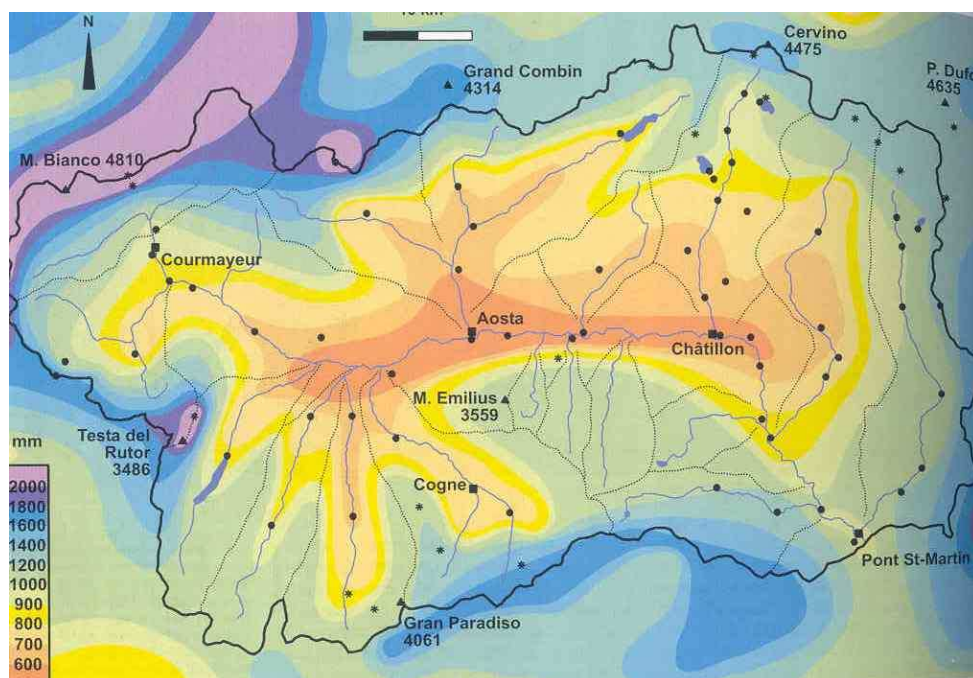 N
Cervino
4475
Grand Combin
4314
4635
M. Bianco 4810
Courmayeur
Aosta
Châtillon
M. Emilius
3559
Testa del
Rutor
3486
Cogne
Pont St-Martin
Gran Paradiso
4061
mm
2000
1800
1600
1400
1200
1000
900
800
700
600